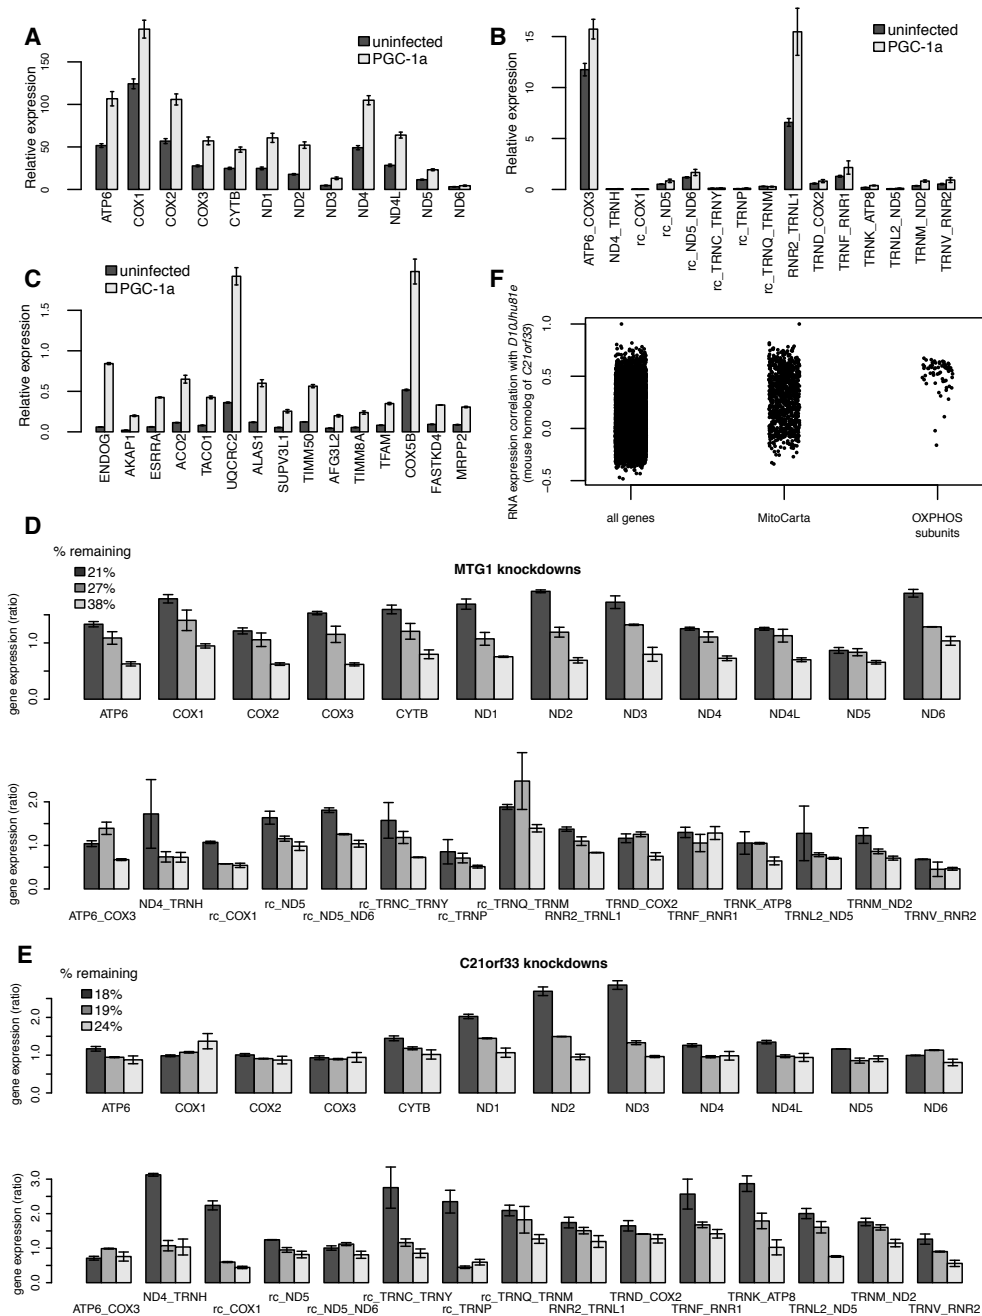 A
uninfected
PGC-1a
Relative expression
0
50
100
150
ATP6
COX1
COX2
COX3
CYTB
ND1
ND2
ND3
ND4
ND4L
ND5
ND6
B
uninfected
PGC-1a
Relative expression
0
5
10
15
ATP6_COX3
ND4_TRNH
rc_COX1
rc_ND5
rc_ND5_ND6
rc_TRNC_TRNY
rc_TRNP
rc_TRNQ_TRNM
RNR2_TRNL1
TRND_COX2
TRNF_RNR1
TRNK_ATP8
TRNL2_ND5
TRNM_ND2
TRNV_RNR2
C
uninfected
PGC-1a
Relative expression
0.0
0.5
1.0
1.5
ENDOG
AKAP1
ESRRA
ACO2
TACO1
UQCRC2
ALAS1
SUPV3L1
TIMM50
AFG3L2
TIMM8A
TFAM
COX5B
FASTKD4
MRPP2
F
RNA expression correlation with D10Jhu81e
(mouse homolog of C21orf33)
-0.5
0.0
0.5
1.0
all genes
MitoCarta
OXPHOS
subunits
D
% remaining
21%
27%
38%
MTG1 knockdowns
gene expression (ratio)
0.0
1.0
ATP6
COX1
COX2
COX3
CYTB
ND1
ND2
ND3
ND4
ND4L
ND5
ND6
gene expression (ratio)
0.0
1.0
2.0
ATP6_COX3
ND4_TRNH
rc_COX1
rc_ND5
rc_ND5_ND6
rc_TRNC_TRNY
rc_TRNP
rc_TRNQ_TRNM
RNR2_TRNL1
TRND_COX2
TRNF_RNR1
TRNK_ATP8
TRNL2_ND5
TRNM_ND2
TRNV_RNR2
E
% remaining
18%
19%
24%
C21orf33 knockdowns
gene expression (ratio)
0.0
1.0
2.0
ATP6
COX1
COX2
COX3
CYTB
ND1
ND2
ND3
ND4
ND4L
ND5
ND6
gene expression (ratio)
0.0
1.0
2.0
3.0
ATP6_COX3
ND4_TRNH
rc_COX1
rc_ND5
rc_ND5_ND6
rc_TRNC_TRNY
rc_TRNP
rc_TRNQ_TRNM
RNR2_TRNL1
TRND_COX2
TRNF_RNR1
TRNK_ATP8
TRNL2_ND5
TRNM_ND2
TRNV_RNR2